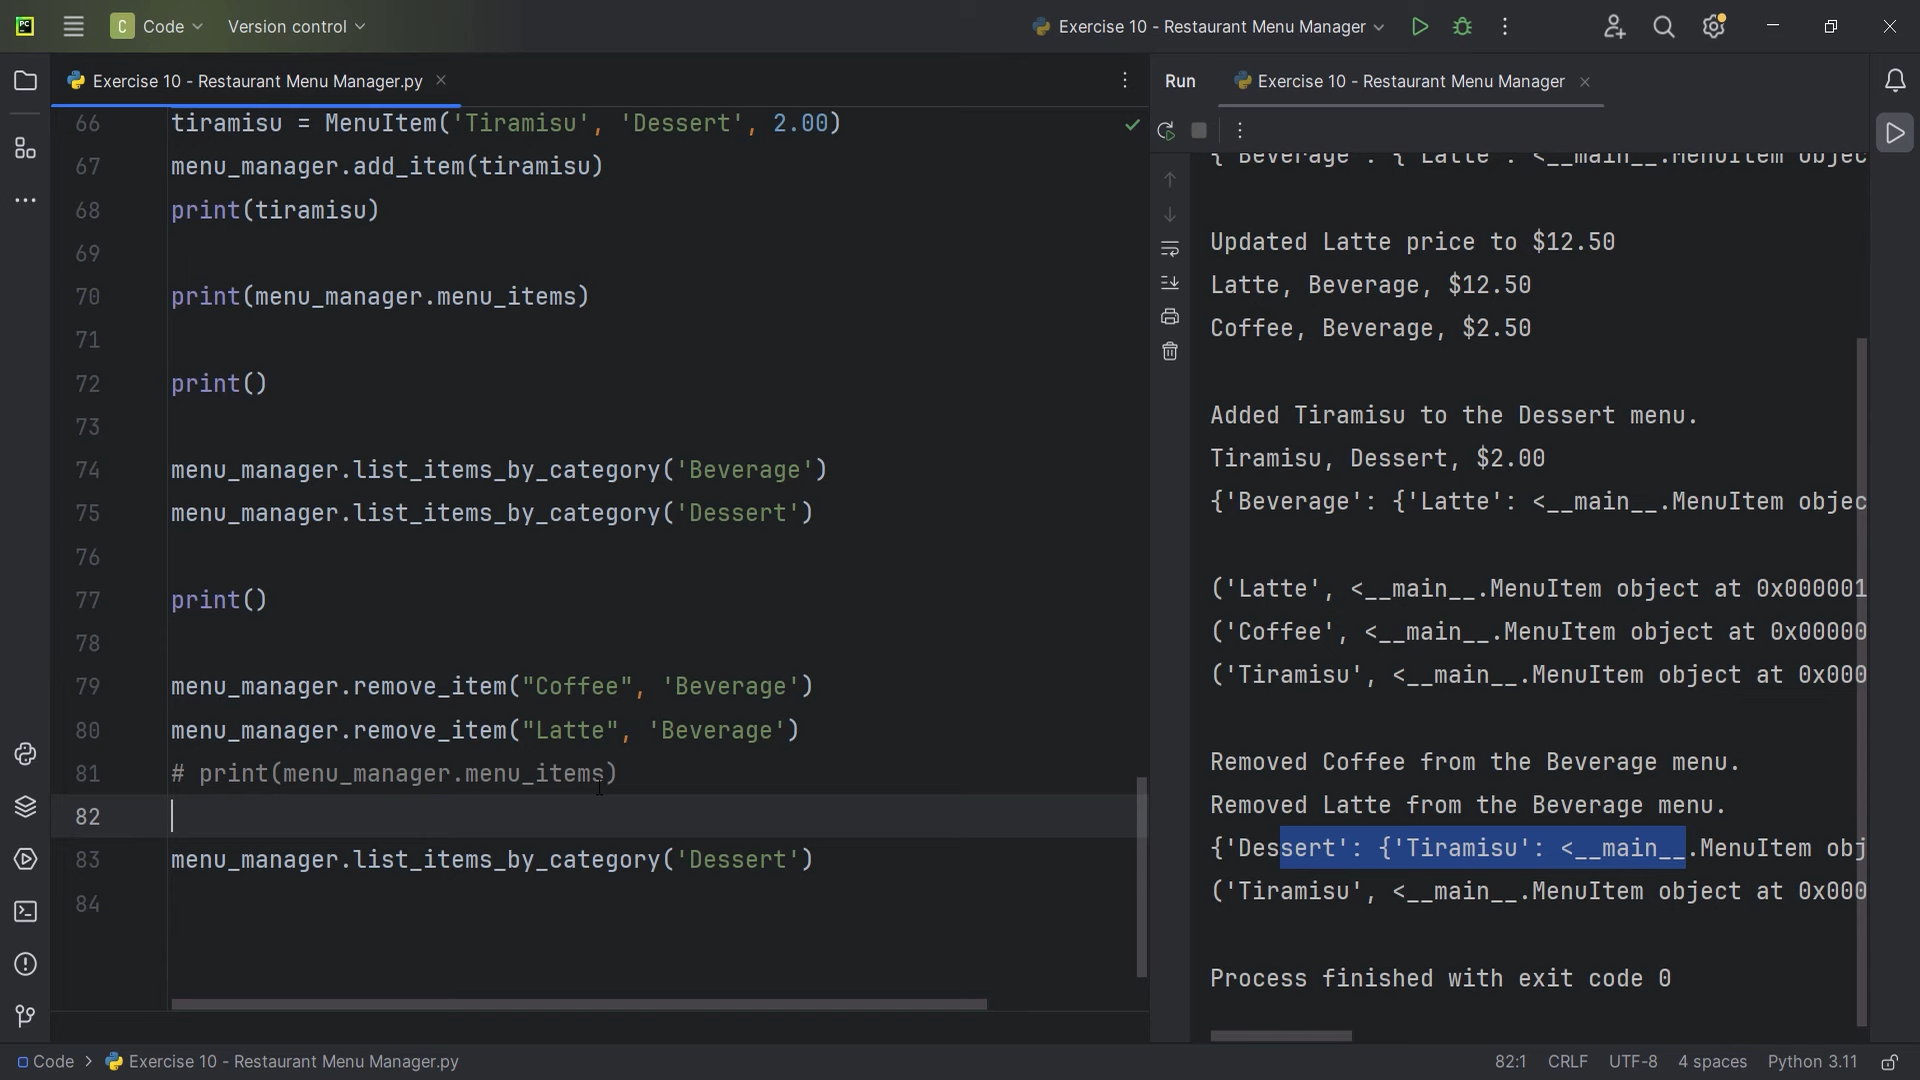 PC
C Code Version control Exercise 10 - Restaurant Menu Manager
Exercise 10 - Restaurant Menu Manager.py
66 tiramisu = MenuItem('Tiramisu', 'Dessert', 2.00)
67 menu_manager.add_item(tiramisu)
68 print(tiramisu)
69
70 print(menu_manager.menu_items)
71
72 print()
73
74 menu_manager.list_items_by_category('Beverage')
75 menu_manager.list_items_by_category('Dessert')
76
77 print()
78
79 menu_manager.remove_item("Coffee", 'Beverage')
80 menu_manager.remove_item("Latte", 'Beverage')
81 # print(menu_manager.menu_items)
82
83 menu_manager.list_items_by_category('Dessert')
84
Run Exercise 10 - Restaurant Menu Manager
{'Beverage': {'Latte': <__main__.MenuItem objec
Updated Latte price to $12.50
Latte, Beverage, $12.50
Coffee, Beverage, $2.50
Added Tiramisu to the Dessert menu.
Tiramisu, Dessert, $2.00
{'Beverage': {'Latte': <__main__.MenuItem objec
('Latte', <__main__.MenuItem object at 0x000001
('Coffee', <__main__.MenuItem object at 0x00000
('Tiramisu', <__main__.MenuItem object at 0x000
Removed Coffee from the Beverage menu.
Removed Latte from the Beverage menu.
{'Dessert': {'Tiramisu': <__main__.MenuItem obj
('Tiramisu', <__main__.MenuItem object at 0x000
Process finished with exit code 0
Code > Exercise 10 - Restaurant Menu Manager.py
82:1 CRLF UTF-8 4 spaces Python 3.11